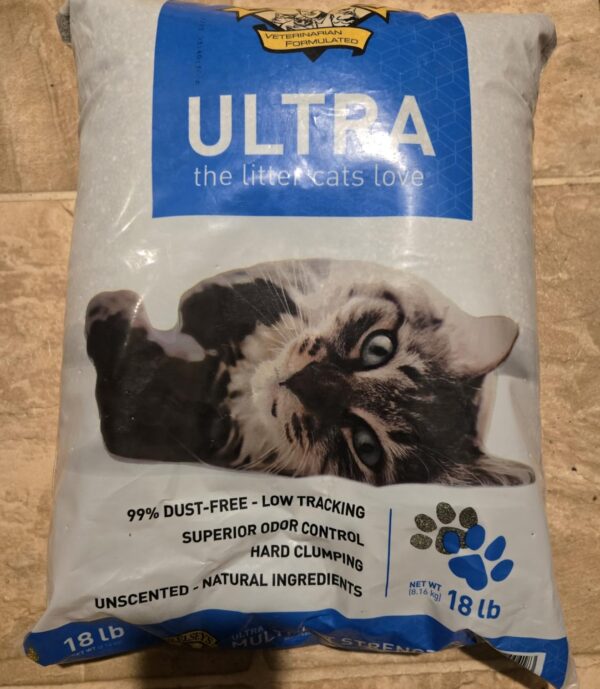 VETERINARIAN
FORMULATED
ULTRA
the litter cats love
99% DUST-FREE - LOW TRACKING
SUPERIOR ODOR CONTROL
HARD CLUMPING
UNSCENTED - NATURAL INGREDIENTS
NET WT
(8.16 kg) 18 lb
18 lb
ULTRA